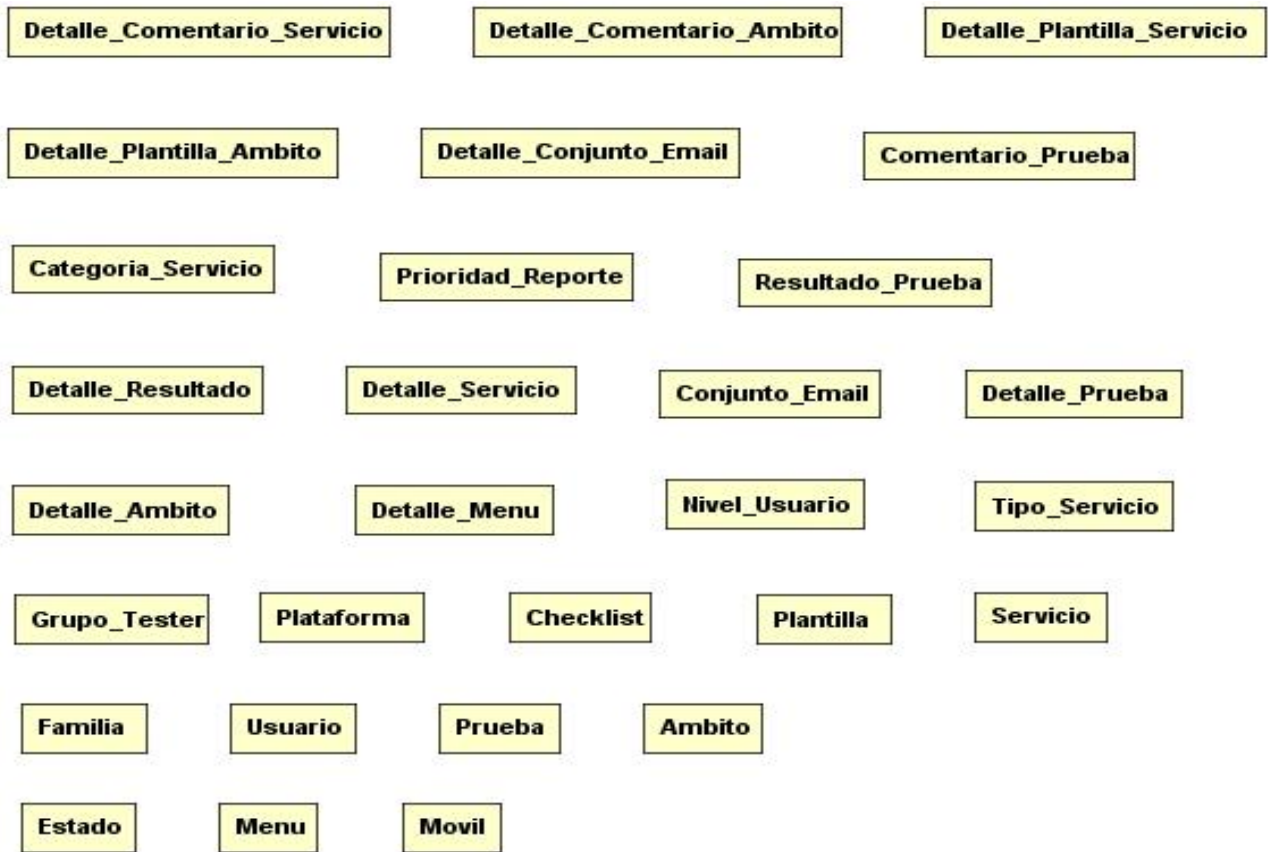 Detalle_Comentario_Servicio Detalle_Comentario_Ambito Detalle_Plantilla_Servicio
Detalle_Plantilla_Ambito Detalle_Conjunto_Email Comentario_Prueba
Categoria_Servicio Prioridad_Reporte Resultado_Prueba
Detalle_Resultado Detalle_Servicio Conjunto_Email Detalle_Prueba
Detalle_Ambito Detalle_Menu Nivel_Usuario Tipo_Servicio
Grupo_Tester Plataforma Checklist Plantilla Servicio
Familia Usuario Prueba Ambito
Estado Menu Movil